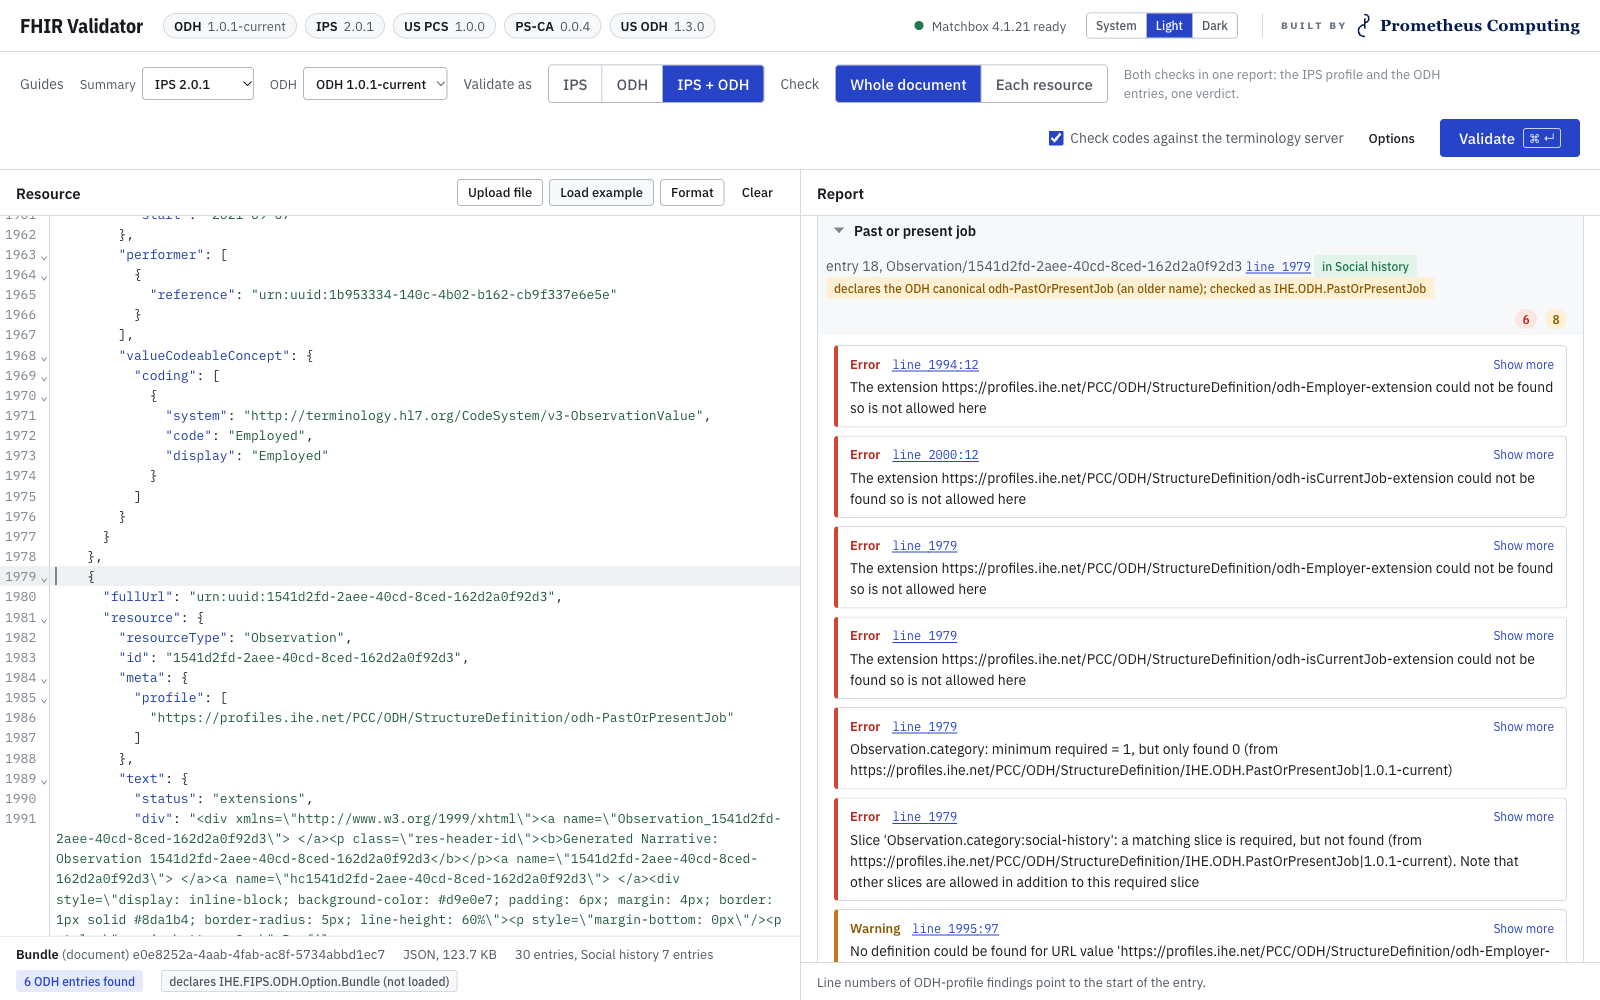 FHIR Validator
ODH 1.0.1-current
IPS 2.0.1
US PCS 1.0.0
PS-CA 0.0.4
US ODH 1.3.0
Matchbox 4.1.21 ready
System
Light
Dark
BUILT BY
Prometheus Computing
Guides
Summary
IPS 2.0.1
ODH
ODH 1.0.1-current
Validate as
IPS
ODH
IPS + ODH
Check
Whole document
Each resource
Both checks in one report: the IPS profile and the ODH
entries, one verdict.
Check codes against the terminology server
Options
Validate ⌘ ↵
Resource
Upload file
Load example
Format
Clear
1961 "start": "2021-09-07"
1962 },
1963 "performer": [
1964 {
1965 "reference": "urn:uuid:1b953334-140c-4b02-b162-cb9f337e6e5e"
1966 }
1967 ],
1968 "valueCodeableConcept": {
1969 "coding": [
1970 {
1971 "system": "http://terminology.hl7.org/CodeSystem/v3-ObservationValue",
1972 "code": "Employed",
1973 "display": "Employed"
1974 }
1975 ]
1976 }
1977 }
1978 },
1979 {
1980 "fullUrl": "urn:uuid:1541d2fd-2aee-40cd-8ced-162d2a0f92d3",
1981 "resource": {
1982 "resourceType": "Observation",
1983 "id": "1541d2fd-2aee-40cd-8ced-162d2a0f92d3",
1984 "meta": {
1985 "profile": [
1986 "https://profiles.ihe.net/PCC/ODH/StructureDefinition/odh-PastOrPresentJob"
1987 ]
1988 },
1989 "text": {
1990 "status": "extensions",
1991 "div": "<div xmlns=\"http://www.w3.org/1999/xhtml\"><a name=\"Observation_1541d2fd-
2aee-40cd-8ced-162d2a0f92d3\"> </a><p class=\"res-header-id\"><b>Generated Narrative:
Observation 1541d2fd-2aee-40cd-8ced-162d2a0f92d3</b></p><a name=\"1541d2fd-2aee-40cd-8ced-
162d2a0f92d3\"> </a><a name=\"hc1541d2fd-2aee-40cd-8ced-162d2a0f92d3\"> </a><div
style=\"display: inline-block; background-color: #d9e0e7; padding: 6px; margin: 4px; border:
1px solid #8da1b4; border-radius: 5px; line-height: 60%\"><p style=\"margin-bottom: 0px\"/><p
Bundle (document) e0e8252a-4aab-4fab-ac8f-5734abbd1ec7
JSON, 123.7 KB
30 entries, Social history 7 entries
6 ODH entries found
declares IHE.FIPS.ODH.Option.Bundle (not loaded)
Report
Past or present job
entry 18, Observation/1541d2fd-2aee-40cd-8ced-162d2a0f92d3 line 1979 in Social history
declares the ODH canonical odh-PastOrPresentJob (an older name); checked as IHE.ODH.PastOrPresentJob
6 8
Error line 1994:12 Show more
The extension https://profiles.ihe.net/PCC/ODH/StructureDefinition/odh-Employer-extension could not be found
so is not allowed here
Error line 2000:12 Show more
The extension https://profiles.ihe.net/PCC/ODH/StructureDefinition/odh-isCurrentJob-extension could not be
found so is not allowed here
Error line 1979 Show more
The extension https://profiles.ihe.net/PCC/ODH/StructureDefinition/odh-Employer-extension could not be found
so is not allowed here
Error line 1979 Show more
The extension https://profiles.ihe.net/PCC/ODH/StructureDefinition/odh-isCurrentJob-extension could not be
found so is not allowed here
Error line 1979 Show more
Observation.category: minimum required = 1, but only found 0 (from
https://profiles.ihe.net/PCC/ODH/StructureDefinition/IHE.ODH.PastOrPresentJob|1.0.1-current)
Error line 1979 Show more
Slice 'Observation.category:social-history': a matching slice is required, but not found (from
https://profiles.ihe.net/PCC/ODH/StructureDefinition/IHE.ODH.PastOrPresentJob|1.0.1-current). Note that
other slices are allowed in addition to this required slice
Warning line 1995:97 Show more
No definition could be found for URL value 'https://profiles.ihe.net/PCC/ODH/StructureDefinition/odh-Employer-
Line numbers of ODH-profile findings point to the start of the entry.